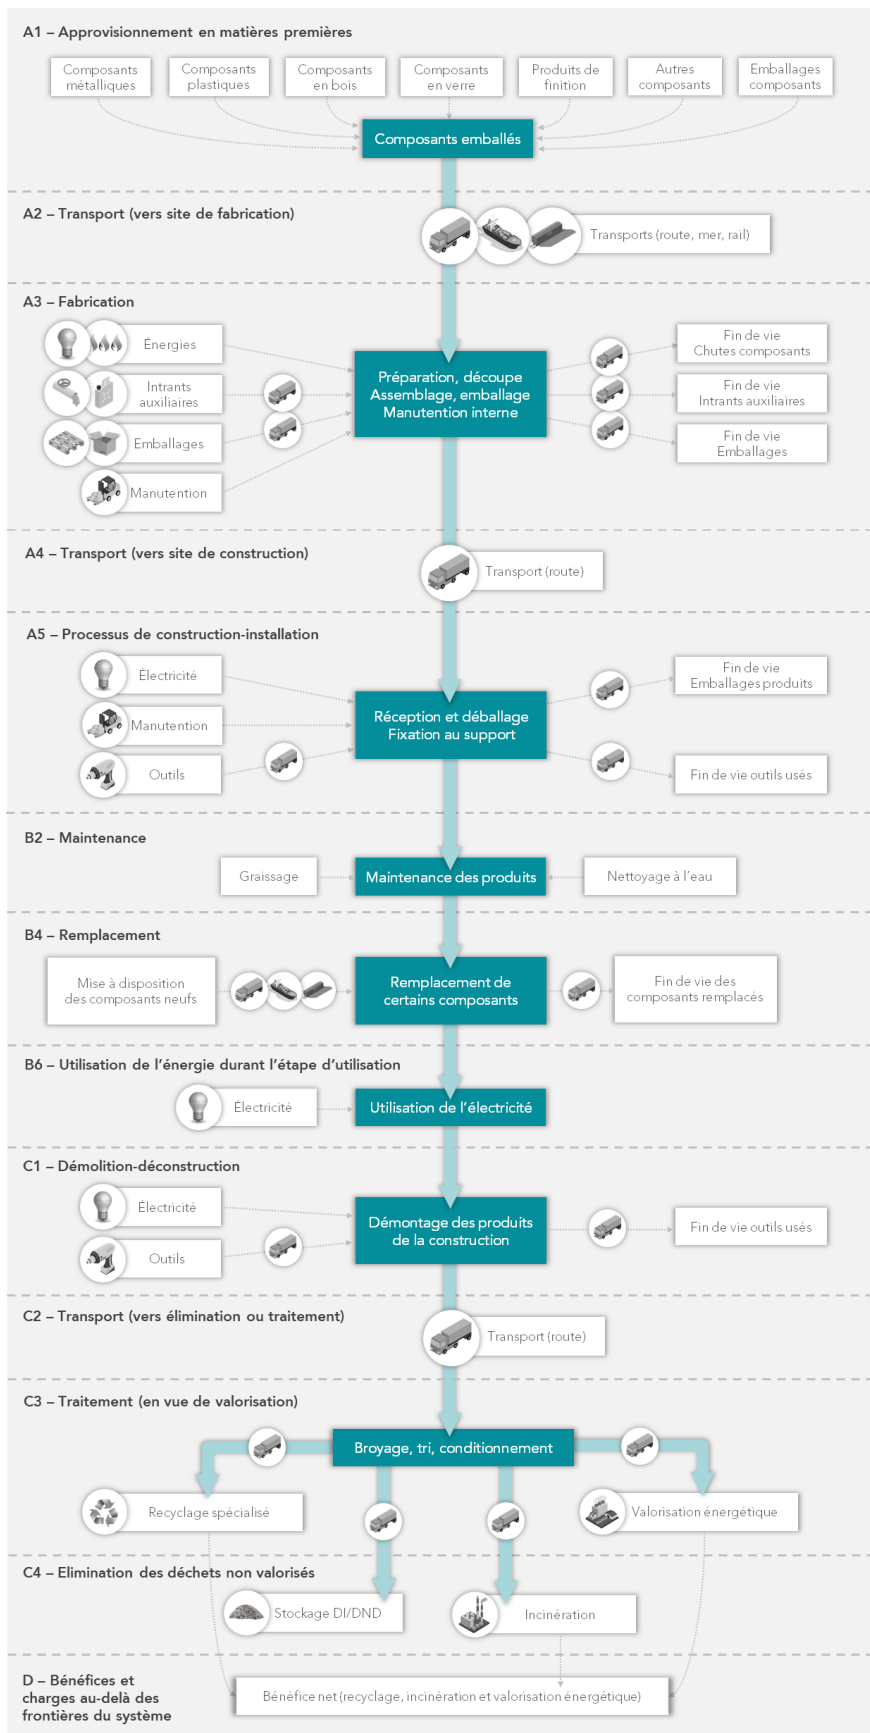 A1 – Approvisionnement en matières premières
Composants
métalliques
Composants
plastiques
Composants
en bois
Composants
en verre
Produits de
finition
Autres
composants
Emballages
composants
Composants emballés
A2 – Transport (vers site de fabrication)
Transports (route, mer, rail)
A3 – Fabrication
Énergies
Intrants
auxiliaires
Emballages
Manutention
Préparation, découpe
Assemblage, emballage
Manutention interne
Fin de vie
Chutes composants
Fin de vie
Intrants auxiliaires
Fin de vie
Emballages
A4 – Transport (vers site de construction)
Transport (route)
A5 – Processus de construction-installation
Électricité
Manutention
Outils
Réception et déballage
Fixation au support
Fin de vie
Emballages produits
Fin de vie outils usés
B2 – Maintenance
Graissage
Maintenance des produits
Nettoyage à l’eau
B4 – Remplacement
Mise à disposition
des composants neufs
Remplacement de
certains composants
Fin de vie des
composants remplacés
B6 – Utilisation de l’énergie durant l’étape d’utilisation
Électricité
Utilisation de l’électricité
C1 – Démolition-déconstruction
Électricité
Outils
Démontage des produits
de la construction
Fin de vie outils usés
C2 – Transport (vers élimination ou traitement)
Transport (route)
C3 – Traitement (en vue de valorisation)
Broyage, tri, conditionnement
Recyclage spécialisé
Valorisation énergétique
C4 – Elimination des déchets non valorisés
Stockage DI/DND
Incinération
D – Bénéfices et
charges au-delà des
frontières du système
Bénéfice net (recyclage, incinération et valorisation énergétique)